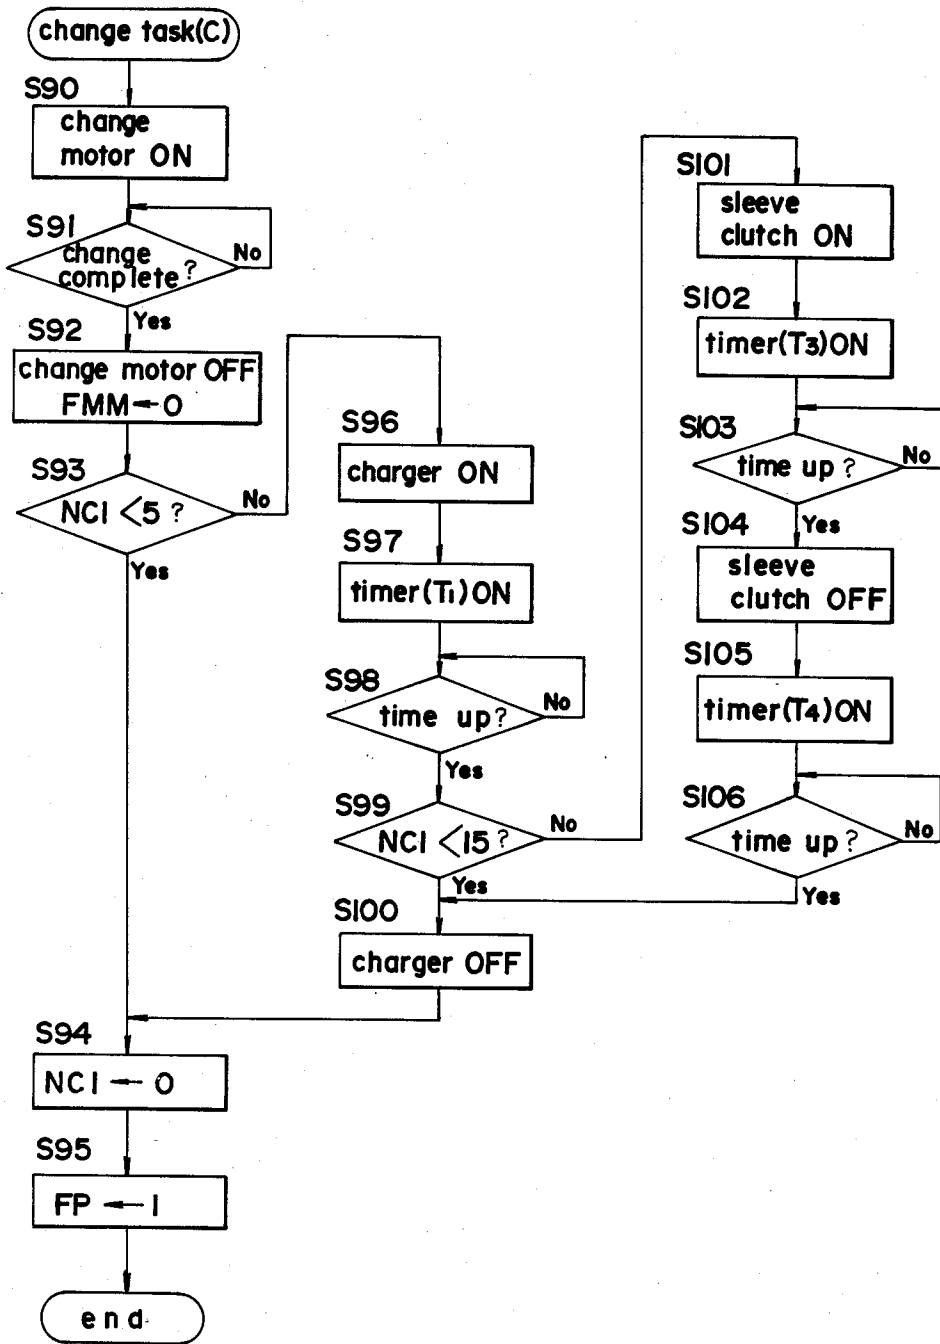 change task(C)
S90
change
motor ON
S91
change
complete?
No
Yes
S92
change motor OFF
FMM←0
S93
NCI <5?
No
Yes
S96
charger ON
S97
timer(T1)ON
S98
time up?
No
Yes
S99
NCI <15?
No
Yes
S100
charger OFF
S101
sleeve
clutch ON
S102
timer(T3)ON
S103
time up?
No
Yes
S104
sleeve
clutch OFF
S105
timer(T4)ON
S106
time up?
No
Yes
S94
NCI ← 0
S95
FP ← 1
end